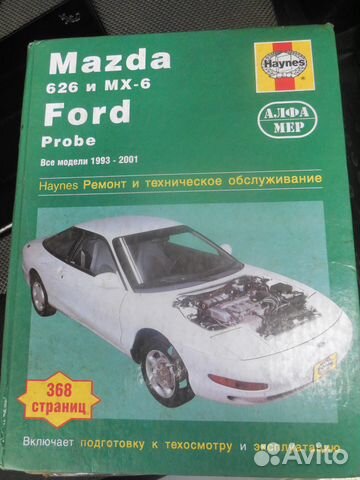 Mazda
626 и MX-6
Ford
Probe
Все модели 1993 - 2001
Haynes
АЛФА
МЕР
Haynes Ремонт и техническое обслуживание
368
страниц
Включает подготовку к техосмотру и эксплуатацию
Avito